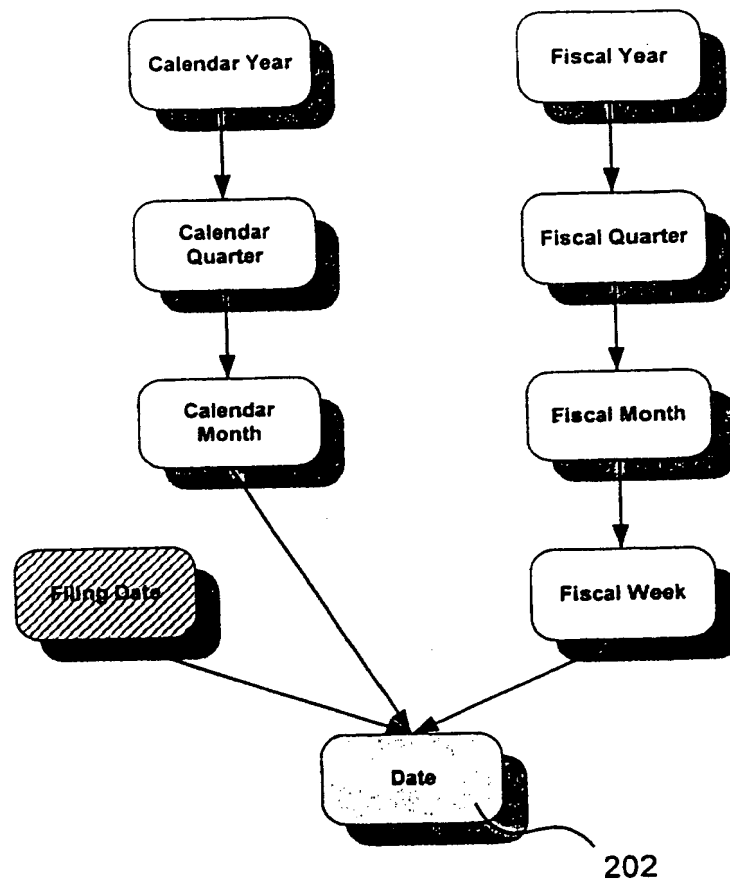 Calendar Year
Fiscal Year
Calendar
Quarter
Fiscal Quarter
Calendar
Month
Fiscal Month
Filing Date
Fiscal Week
Date
202